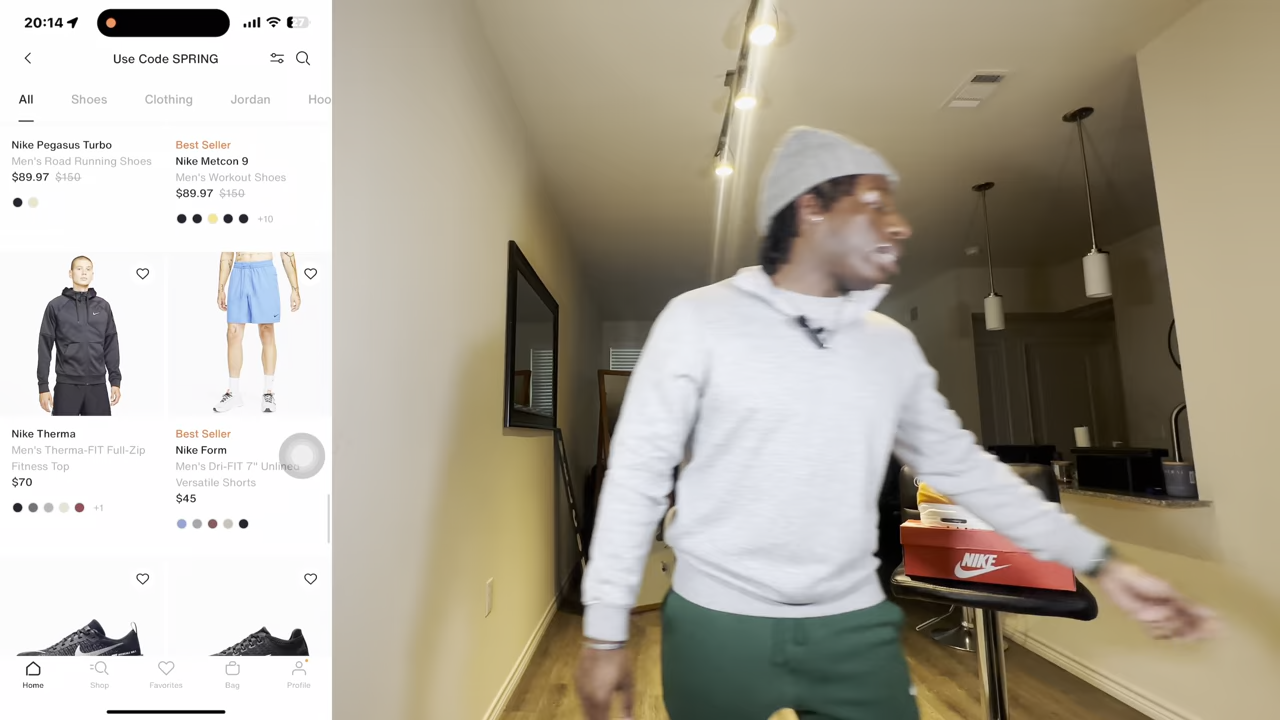 20:14
27
Use Code SPRING
All
Shoes
Clothing
Jordan
Hoo
Nike Pegasus Turbo
Men's Road Running Shoes
$89.97 $150
Best Seller
Nike Metcon 9
Men's Workout Shoes
$89.97 $150
+10
Nike Therma
Men's Therma-FIT Full-Zip
Fitness Top
$70
+1
Best Seller
Nike Form
Men's Dri-FIT 7" Unlined
Versatile Shorts
$45
Home
Shop
Favorites
Bag
Profile
NIKE